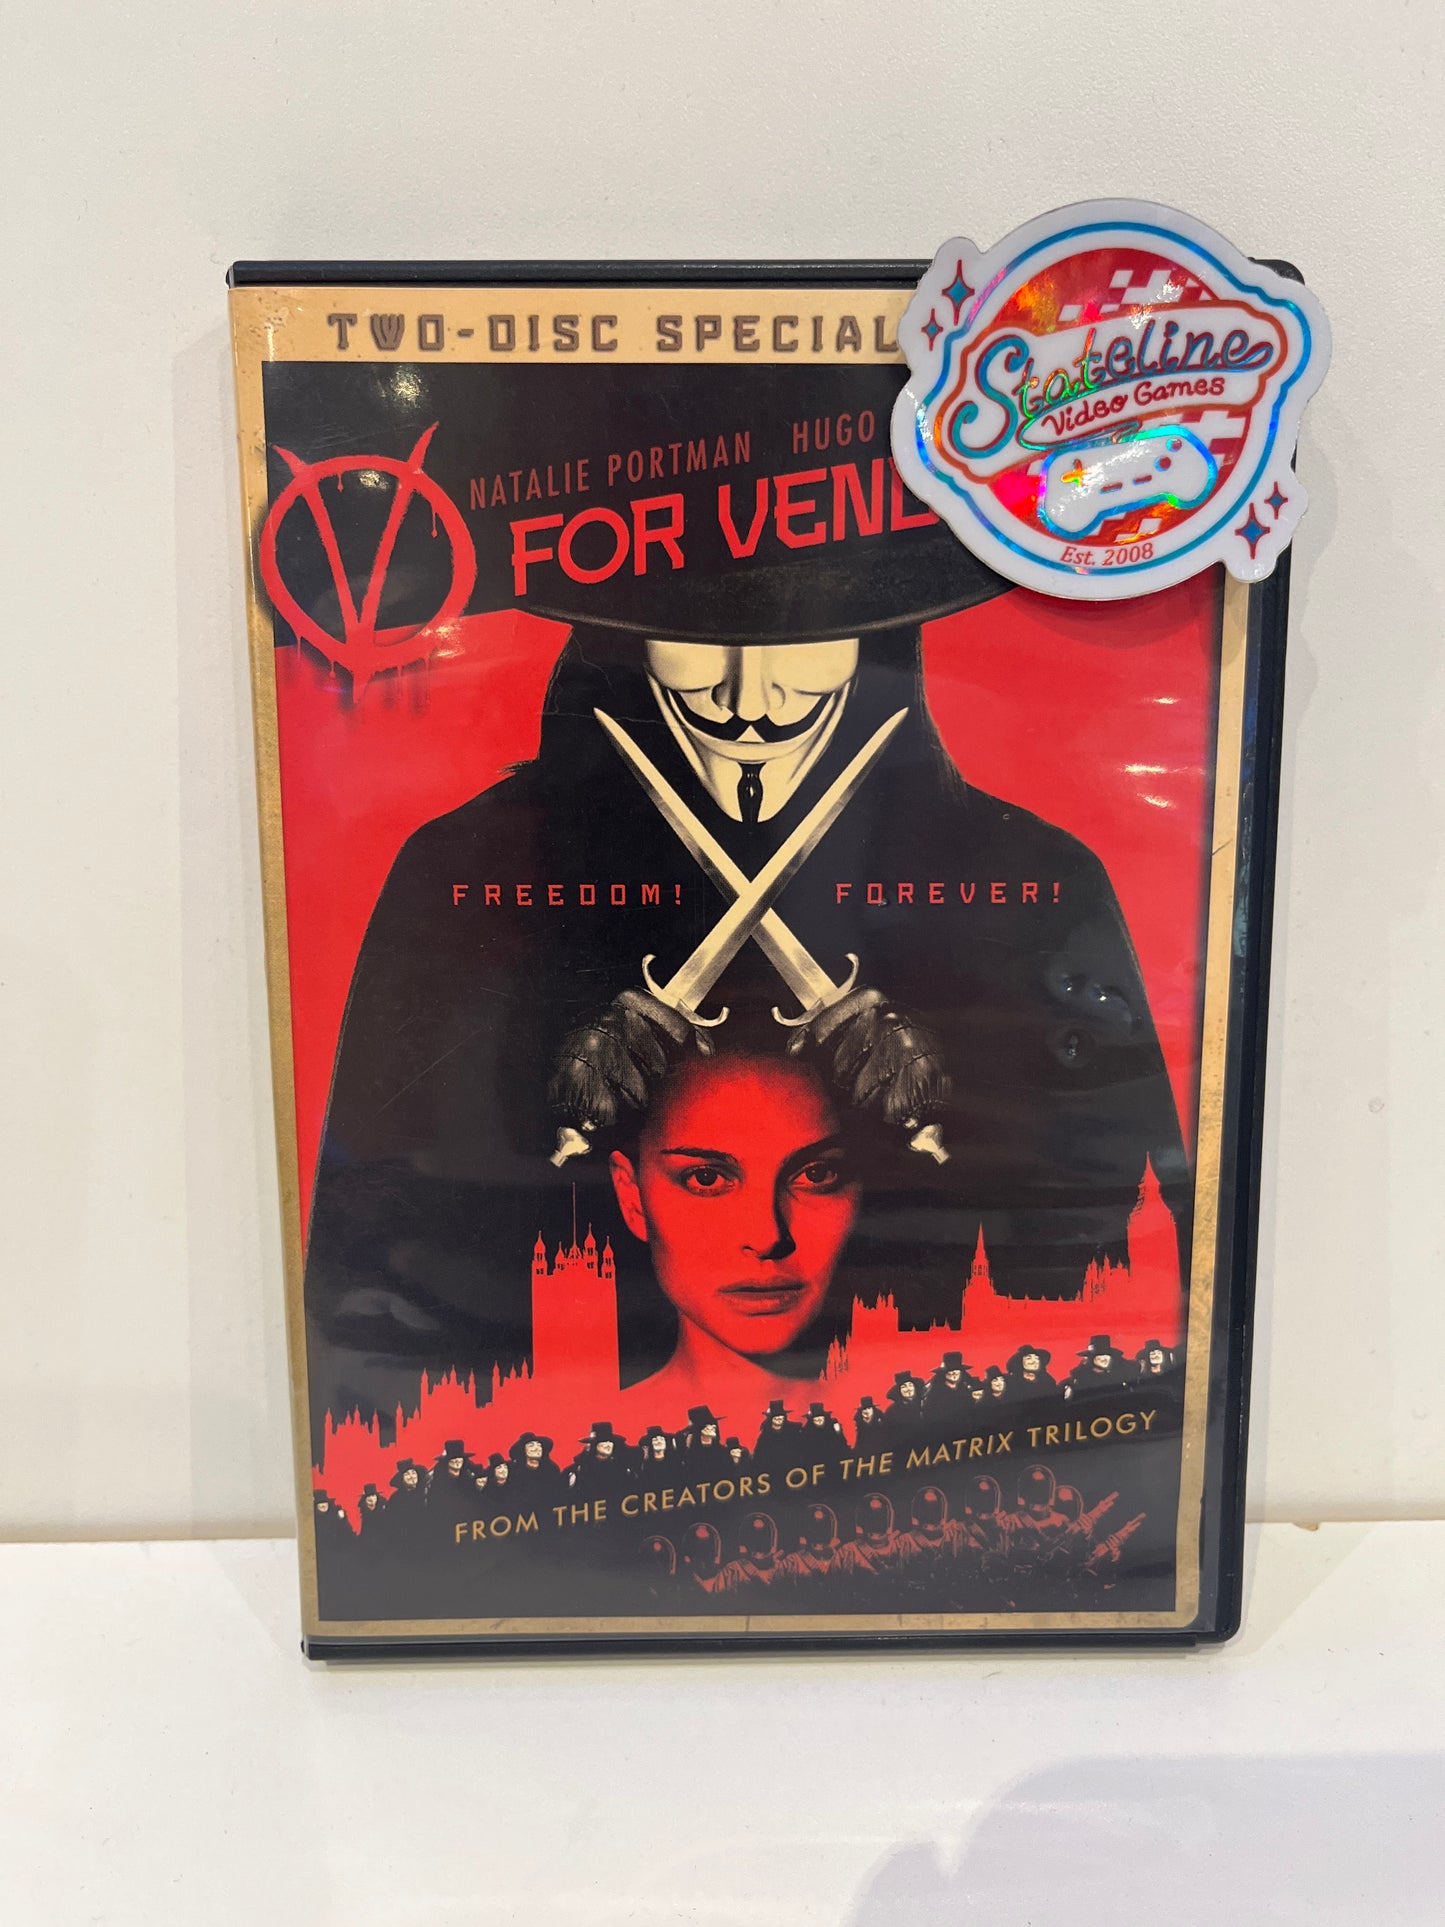 TWO-DISC SPECIAL
NATALIE PORTMAN HUGO
V FOR VEN
FREEDOM! FOREVER!
FROM THE CREATORS OF THE MATRIX TRILOGY
Stateline
Video Games
Est. 2008